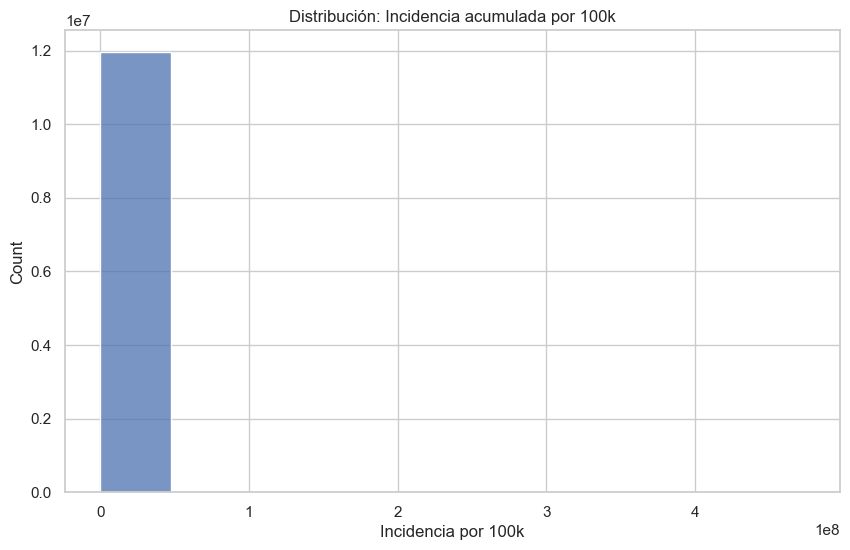 Distribución: Incidencia acumulada por 100k
1e7
1.2
1.0
0.8
0.6
0.4
0.2
0.0
Count
0 1 2 3 4
1e8
Incidencia por 100k